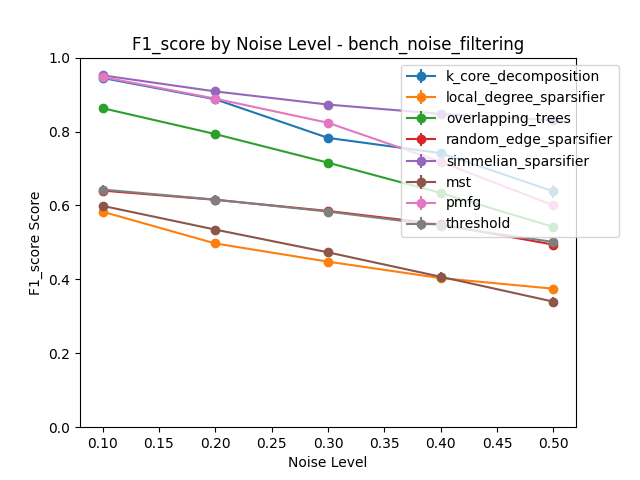 F1_score by Noise Level - bench_noise_filtering
1.0
0.8
0.6
0.4
0.2
0.0
F1_score Score
k_core_decomposition
local_degree_sparsifier
overlapping_trees
random_edge_sparsifier
simmelian_sparsifier
mst
pmfg
threshold
0.10 0.15 0.20 0.25 0.30 0.35 0.40 0.45 0.50
Noise Level